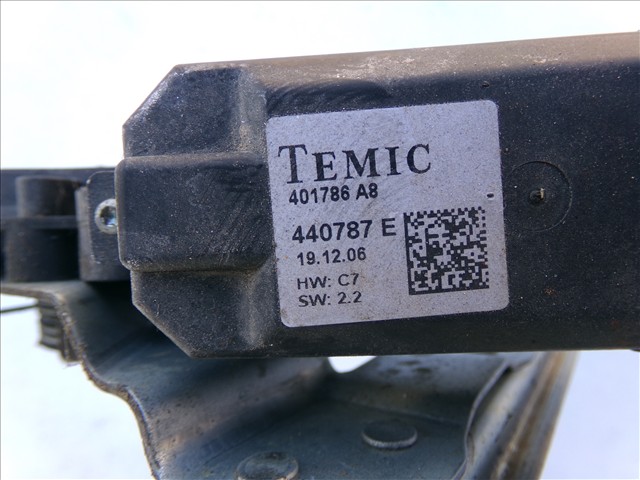 TEMIC
401786 A8
440787 E
19.12.06
HW: C7
SW: 2.2